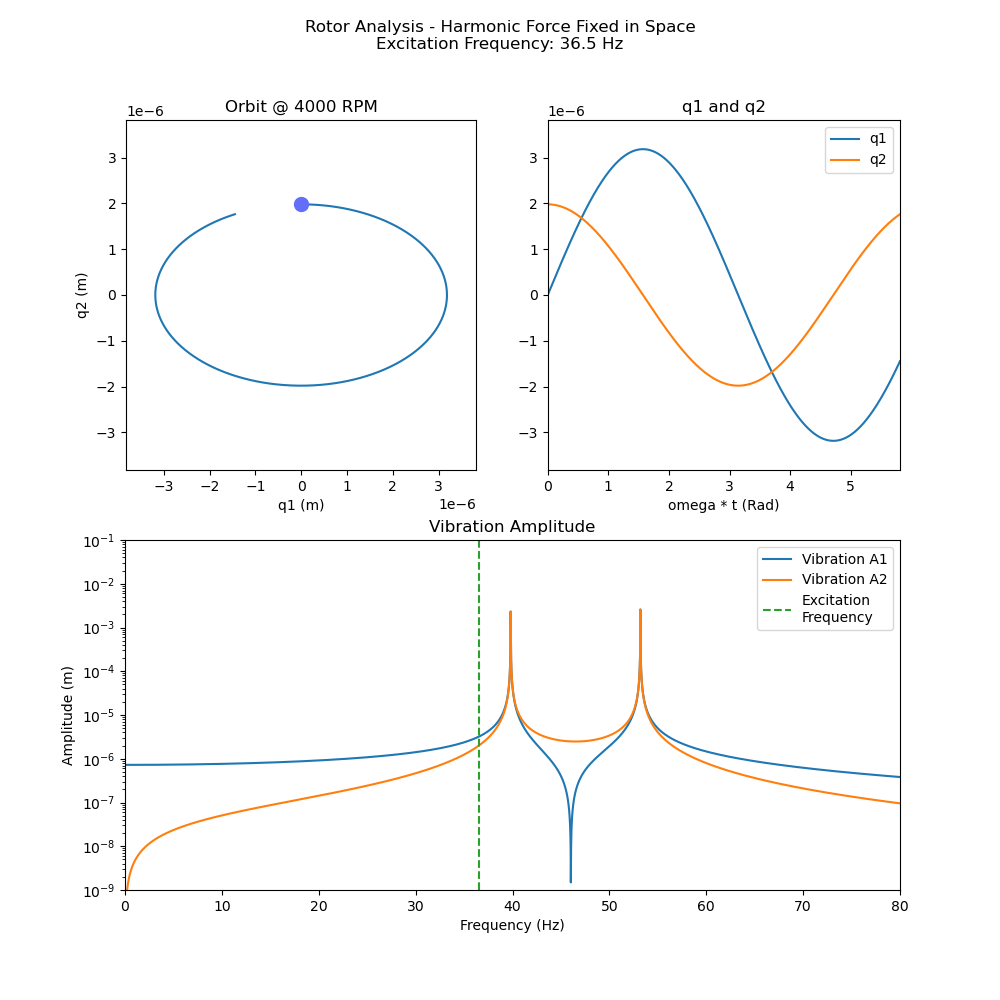 Rotor Analysis - Harmonic Force Fixed in Space
Excitation Frequency: 36.5 Hz
Orbit @ 4000 RPM
1e−6
3
2
1
0
−1
−2
−3
q2 (m)
−3 −2 −1 0 1 2 3
1e−6
q1 (m)
q1 and q2
1e−6
3
2
1
0
−1
−2
−3
q1
q2
0 1 2 3 4 5
omega * t (Rad)
Vibration Amplitude
10^-1
10^-2
10^-3
10^-4
10^-5
10^-6
10^-7
10^-8
10^-9
Amplitude (m)
Vibration A1
Vibration A2
Excitation
Frequency
0 10 20 30 40 50 60 70 80
Frequency (Hz)